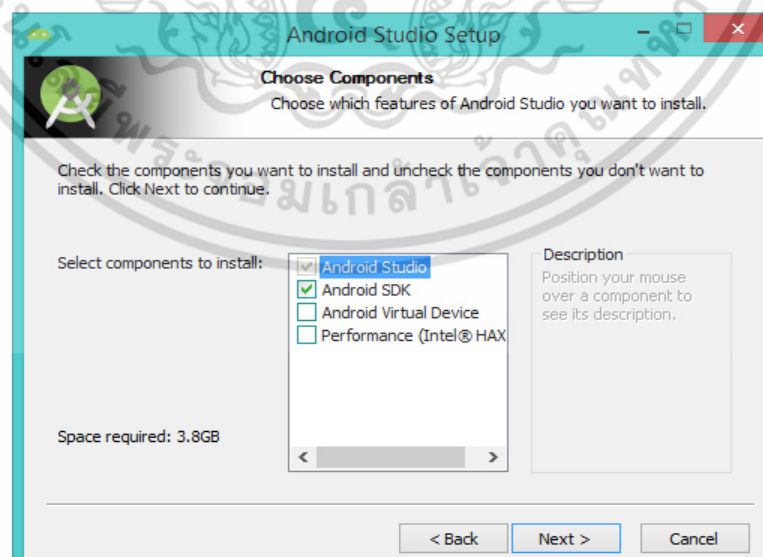 Android Studio Setup
Choose Components
Choose which features of Android Studio you want to install.
Check the components you want to install and uncheck the components you don't want to
install. Click Next to continue.
Select components to install:
Android Studio
Android SDK
Android Virtual Device
Performance (Intel® HAX
Description
Position your mouse
over a component to
see its description.
Space required: 3.8GB
< Back
Next >
Cancel